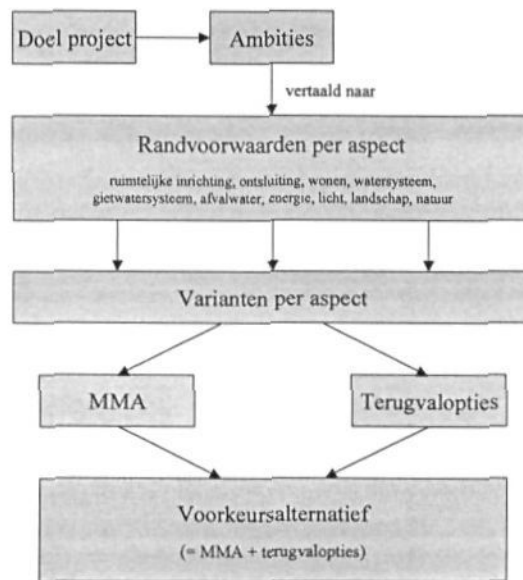 Doel project
Ambities
vertaald naar
Randvoorwaarden per aspect
ruimtelijke inrichting, ontsluiting, wonen, watersysteem,
gietwatersysteem, afvalwater, energie, licht, landschap, natuur
Varianten per aspect
MMA
Terugvalopties
Voorkeursalternatief
(= MMA + terugvalopties)